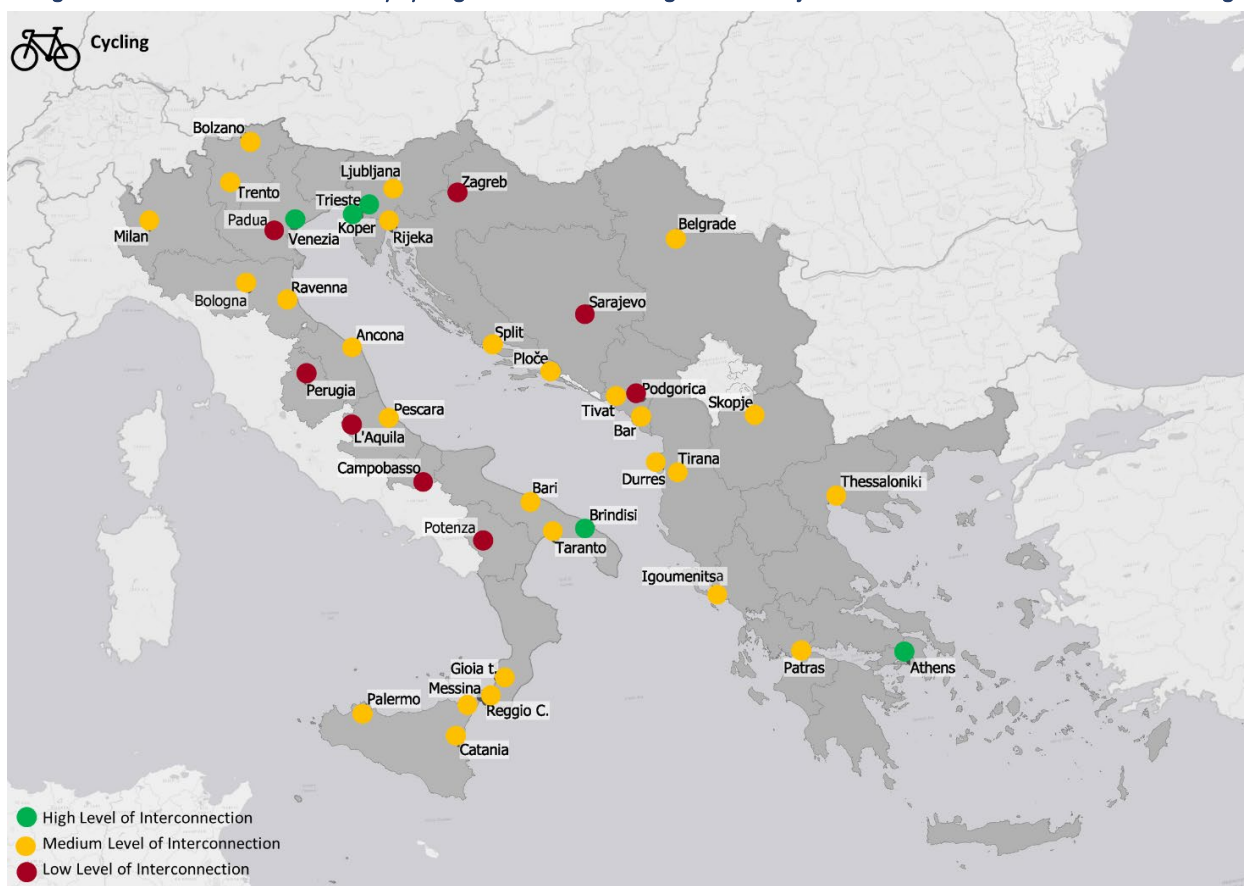 Cycling
Bolzano
Ljubljana
Zagreb
Trento
Trieste
Padua
Koper
Milan
Venezia
Rijeka
Belgrade
Ravenna
Bologna
Sarajevo
Ancona
Split
Ploče
Perugia
Podgorica
Tivat
Skopje
Pescara
Bar
L'Aquila
Campobasso
Tirana
Durres
Thessaloniki
Bari
Brindisi
Potenza
Taranto
Igoumenitsa
Gioia t.
Patras
Athens
Messina
Palermo
Reggio C.
Catania
High Level of Interconnection
Medium Level of Interconnection
Low Level of Interconnection